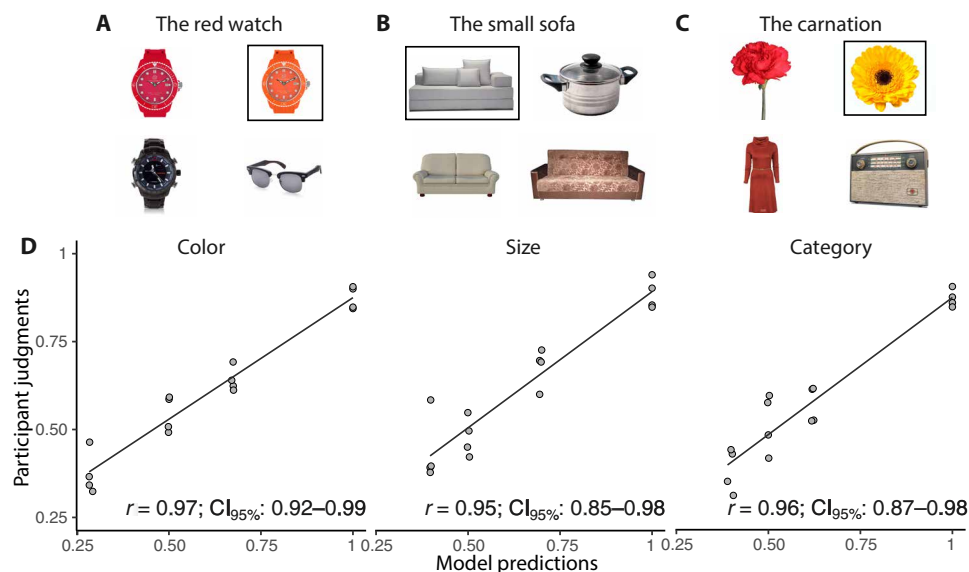 A The red watch
B The small sofa
C The carnation
D
Color
Size
Category
Participant judgments
1
0.75
0.50
0.25
r = 0.97; CI95%: 0.92–0.99
r = 0.95; CI95%: 0.85–0.98
r = 0.96; CI95%: 0.87–0.98
0.25 0.50 0.75 1
0.25 0.50 0.75 1
0.25 0.50 0.75 1
Model predictions